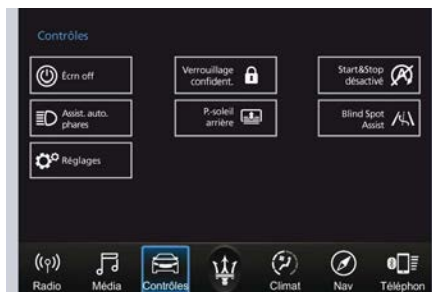 Contrôles
Écrn off
Verrouillage
confident.
Start&Stop
désactivé
Assist. auto.
phares
P.-soleil
arrière
Blind Spot
Assist
Réglages
Radio
Média
Contrôles
Climat
Nav
Téléphon